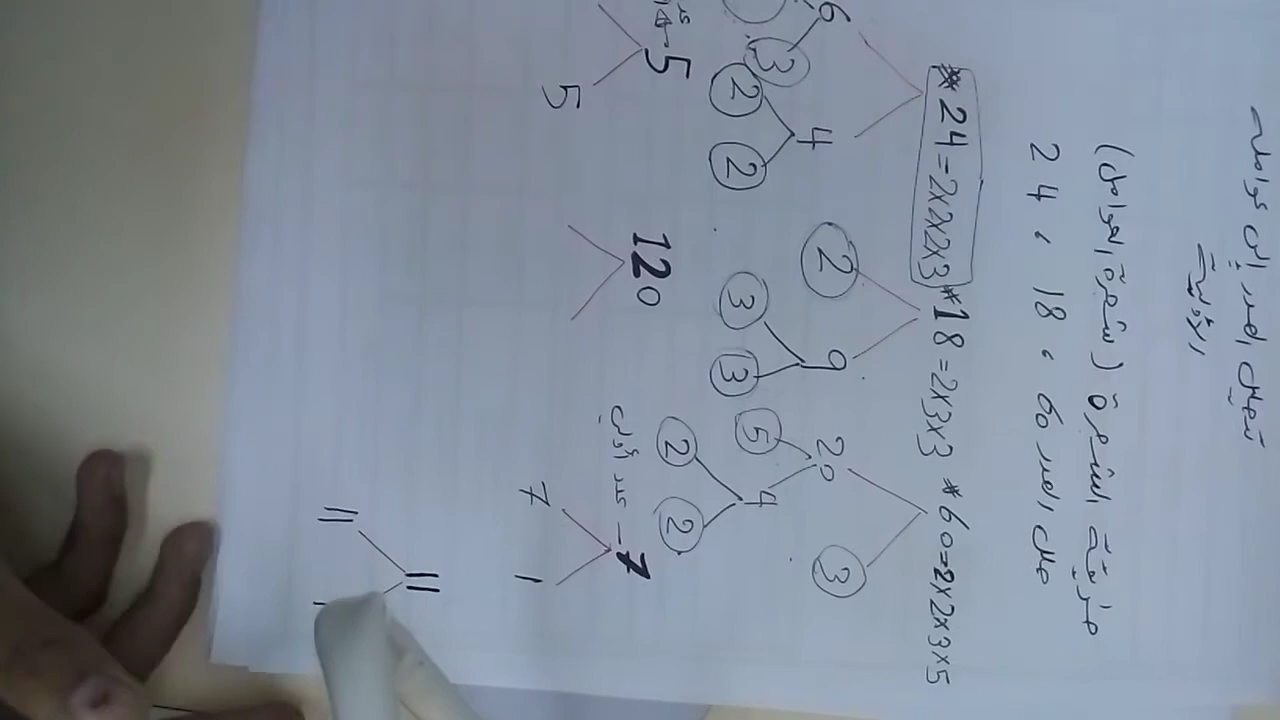 تحليل العدد إلى عوامله
الأولية
طريقة الشجرة (شجرة العوامل)
حلل العدد 60 ، 18 ، 24
* 24 = 2x2x2x3 * 18 = 2x3x3 * 60 = 2x2x3x5
6 4 2 9 20 3
3 2 2 3 3 5 4
2 2
5 120 7 - عدد أولي
5 7 1
11
11